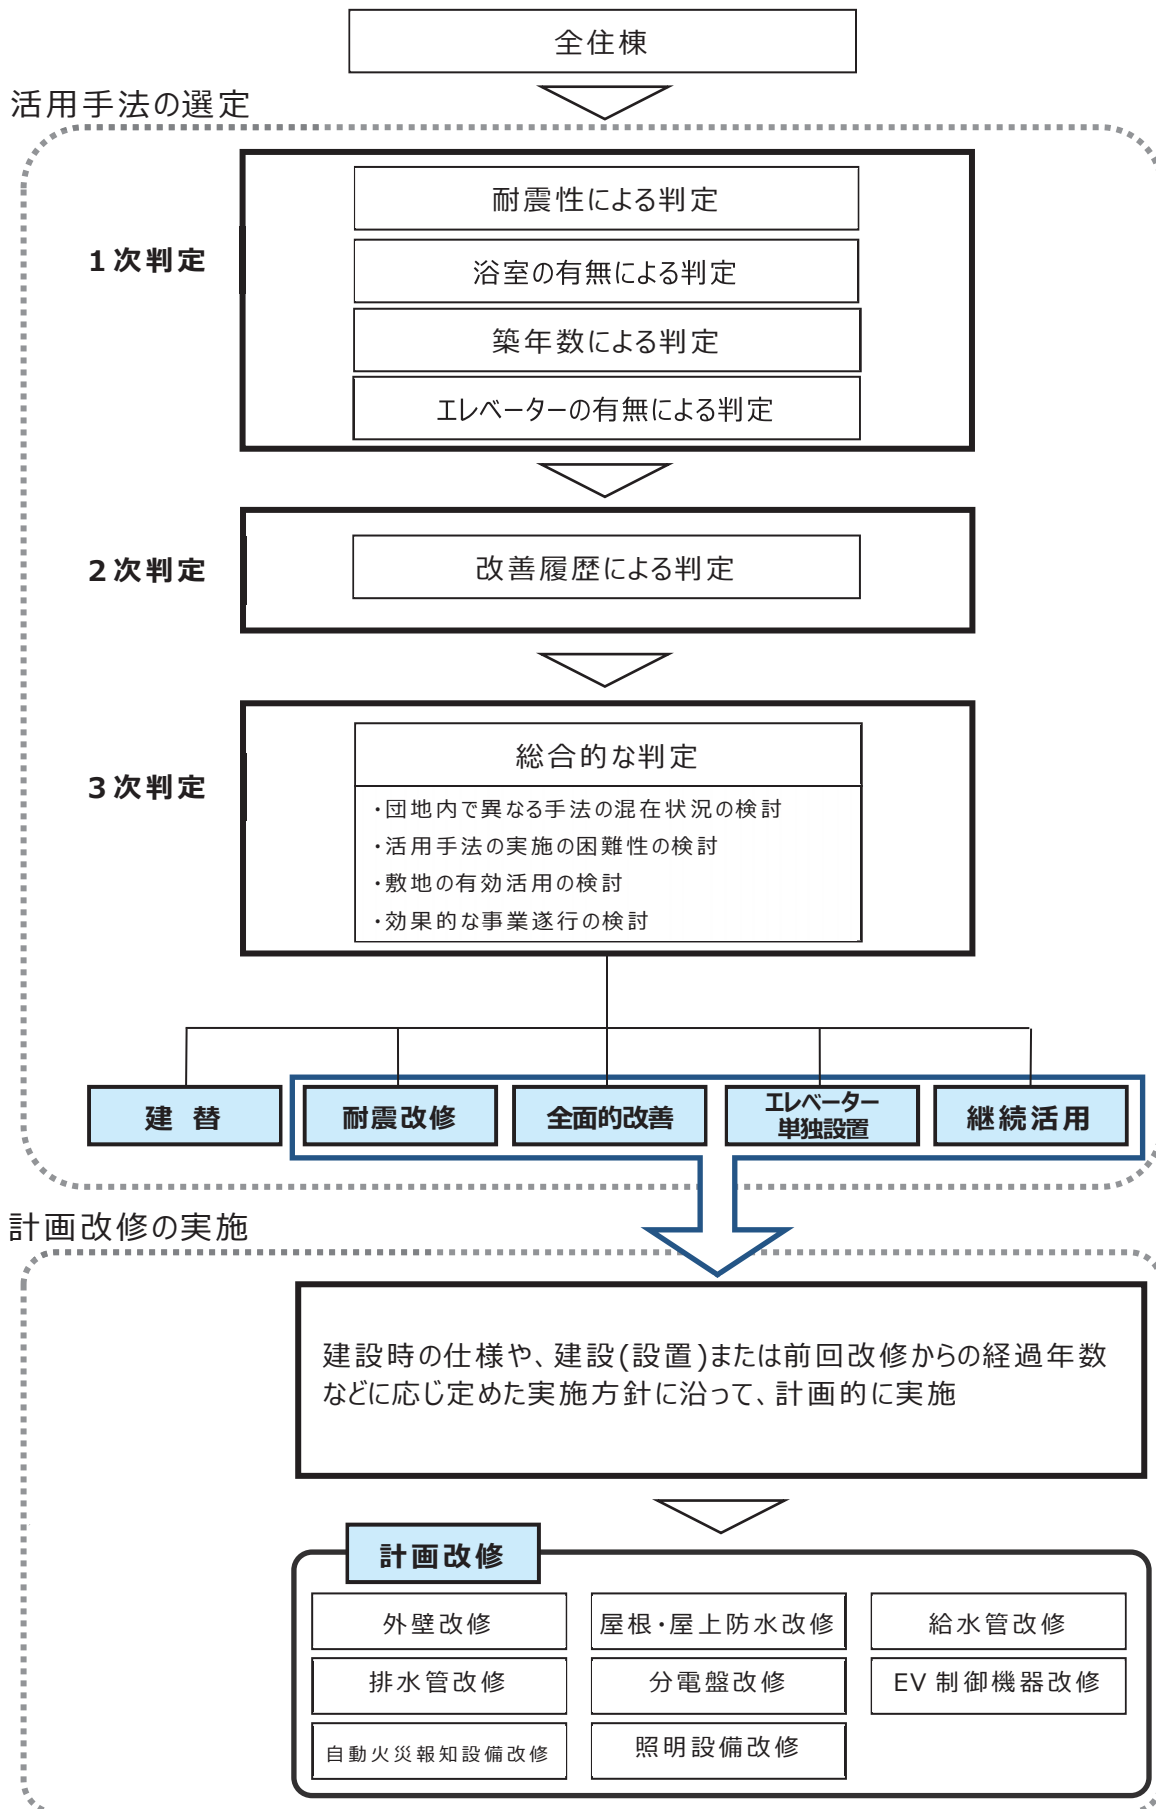 全住棟
活用手法の選定
1次判定
耐震性による判定
浴室の有無による判定
築年数による判定
エレベーターの有無による判定
2次判定
改善履歴による判定
3次判定
総合的な判定
・団地内で異なる手法の混在状況の検討
・活用手法の実施の困難性の検討
・敷地の有効活用の検討
・効果的な事業遂行の検討
建替
耐震改修
全面的改善
エレベーター
単独設置
継続活用
計画改修の実施
建設時の仕様や、建設(設置)または前回改修からの経過年数
などに応じ定めた実施方針に沿って、計画的に実施
計画改修
外壁改修
屋根・屋上防水改修
給水管改修
排水管改修
分電盤改修
EV制御機器改修
自動火災報知設備改修
照明設備改修